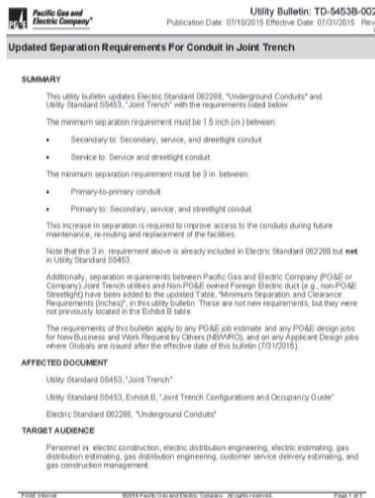 Pacific Gas and
Electric Company®
PG&E
Utility Bulletin: TD-5453B-002
Publication Date: 07/10/2015 Effective Date: 07/31/2015 Rev
Updated Separation Requirements For Conduit in Joint Trench
SUMMARY
This utility bulletin updates Electric Standard 062288, "Underground Conduits" and
Utility Standard S5453, "Joint Trench" with the requirements listed below.
The minimum separation requirement must be 1.5 inch (in.) between:
• Secondary to: Secondary, service, and streetlight conduit
• Service to: Service and streetlight conduit
The minimum separation requirement must be 3 in. between:
• Primary-to-primary conduit
• Primary to: Secondary, service, and streetlight conduit
This increase in separation is required to improve access to the conduits during future
maintenance, re-routing and replacement of the facilities.
Note that the 3 in. requirement above is already included in Electric Standard 062288 but not
in Utility Standard S5453.
Additionally, separation requirements between Pacific Gas and Electric Company (PG&E or
Company) Joint Trench utilities and Non-PG&E owned Foreign Electric duct (e.g., non-PG&E
Streetlight) have been added to the updated Table, "Minimum Separation and Clearance
Requirements (Inches)", in this utility bulletin. These are not new requirements, but they were
not previously located in the Exhibit B table.
The requirements of this bulletin apply to any PG&E job estimate and any PG&E design jobs
for New Business and Work Request by Others (NB/WRO), and on any Applicant Design jobs
where Globals are issued after the effective date of this bulletin (7/31/2015).
AFFECTED DOCUMENT
Utility Standard S5453, "Joint Trench"
Utility Standard S5453, Exhibit B, "Joint Trench Configurations and Occupancy Guide"
Electric Standard 062288, "Underground Conduits"
TARGET AUDIENCE
Personnel in: electric construction, electric distribution engineering, electric estimating, gas
distribution estimating, gas distribution engineering, customer service delivery estimating, and
gas construction management.
PG&E Internal ©2015 Pacific Gas and Electric Company. All rights reserved. Page 1 of 3